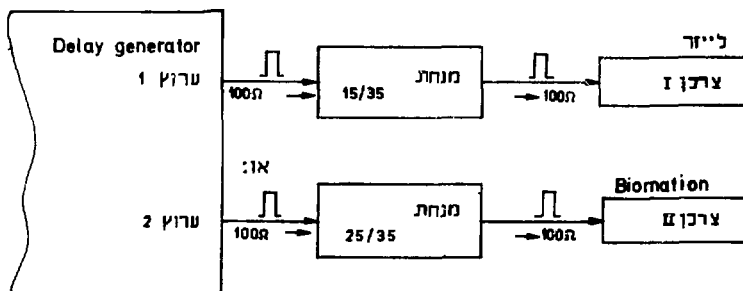 Delay generator
ערוץ 1
100Ω
מנחת
15/35
100Ω
לייזר
צרכן I
או:
ערוץ 2
100Ω
מנחת
25/35
100Ω
Biomation
צרכן II